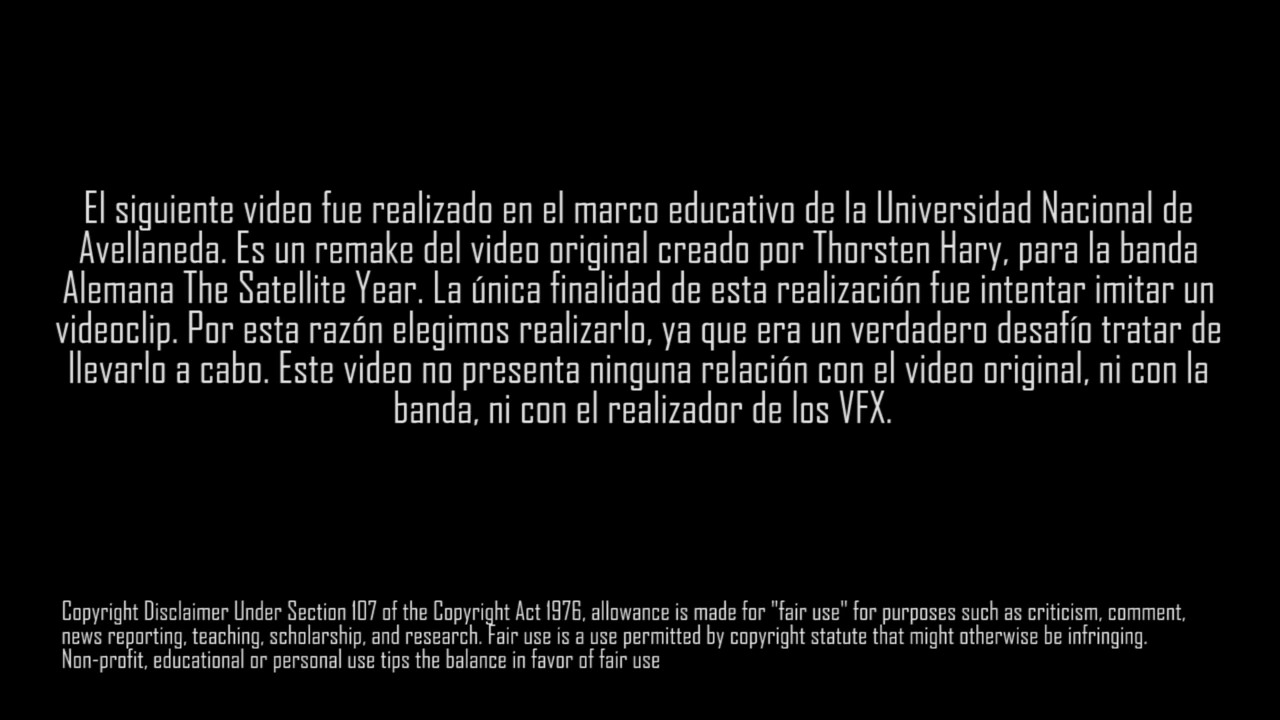 El siguiente video fue realizado en el marco educativo de la Universidad Nacional de
Avellaneda. Es un remake del video original creado por Thorsten Hary, para la banda
Alemana The Satellite Year. La única finalidad de esta realización fue intentar imitar un
videoclip. Por esta razón elegimos realizarlo, ya que era un verdadero desafío tratar de
llevarlo a cabo. Este video no presenta ninguna relación con el video original, ni con la
banda, ni con el realizador de los VFX.
Copyright Disclaimer Under Section 107 of the Copyright Act 1976, allowance is made for "fair use" for purposes such as criticism, comment,
news reporting, teaching, scholarship, and research. Fair use is a use permitted by copyright statute that might otherwise be infringing.
Non-profit, educational or personal use tips the balance in favor of fair use